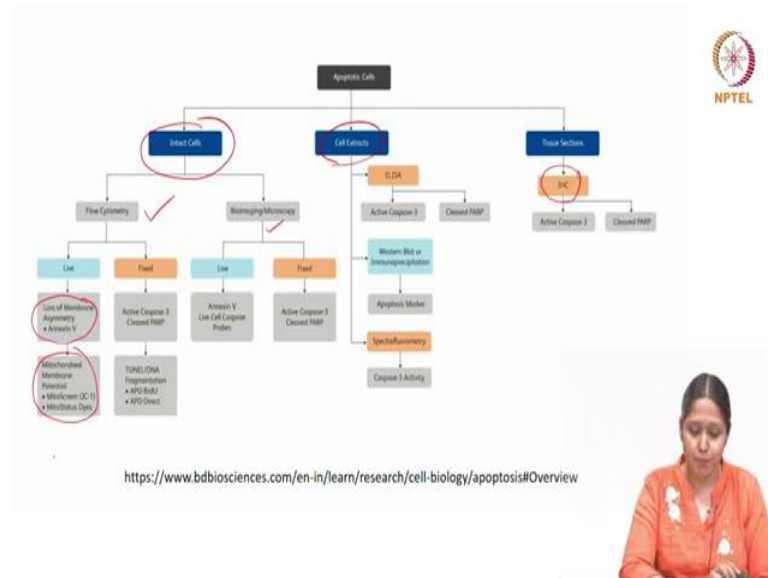 NPTEL
Apoptotic Cells
Intact Cells
Cell Extracts
Tissue Sections
ELISA
IHC
Flow Cytometry
Bioimaging/Microscopy
Active Caspase-3
Cleaved PARP
Active Caspase 3
Cleaved PARP
Live
Fixed
Live
Fixed
Western Blot or
Immunoprecipitation
Loss of Membrane
Asymmetry
• Annexin V
Active Caspase 3
Cleaved PARP
Annexin V
Live Cell Caspase
Probes
Active Caspase 3
Cleaved PARP
Apoptosis Marker
Mitochondrial
Membrane
Potential
• MitoScreen (JC-1)
• MitoStatus Dyes
TUNEL/DNA
Fragmentation
• APO BrdU
• APO Direct
Spectrofluorometry
Caspase-3 Activity
https://www.bdbiosciences.com/en-in/learn/research/cell-biology/apoptosis#Overview